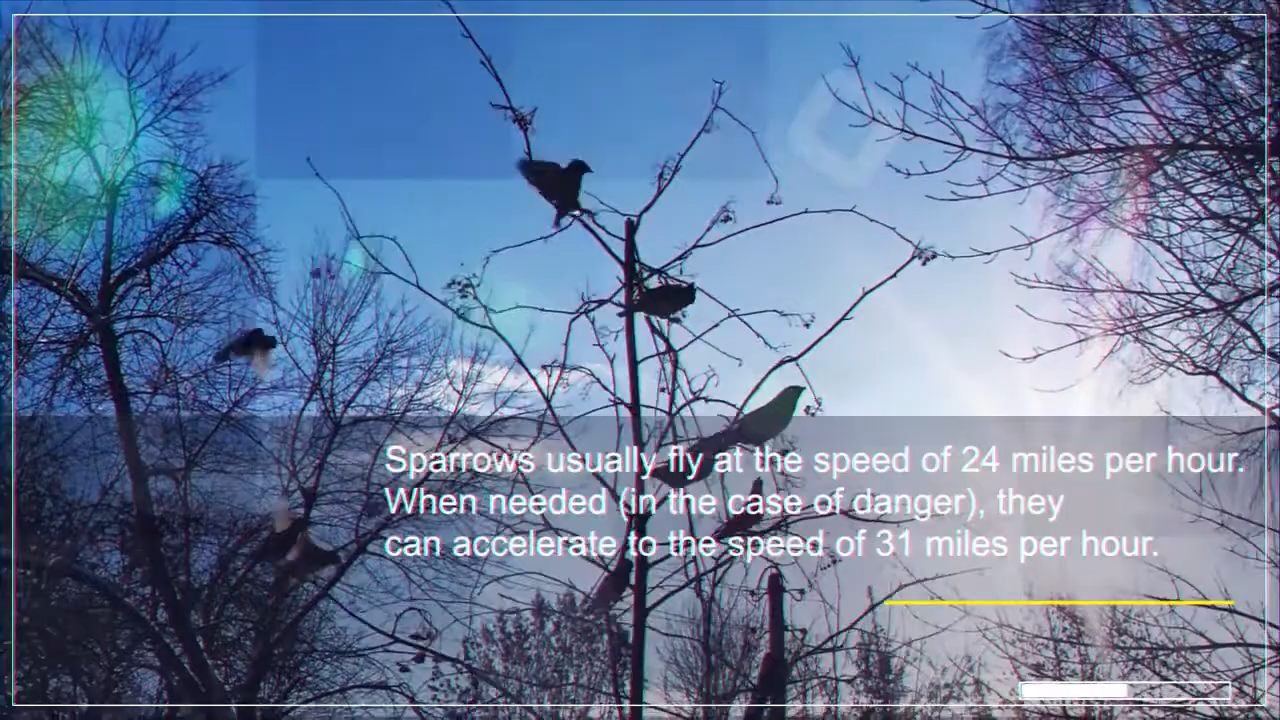 Sparrows usually fly at the speed of 24 miles per hour.
When needed (in the case of danger), they
can accelerate to the speed of 31 miles per hour.